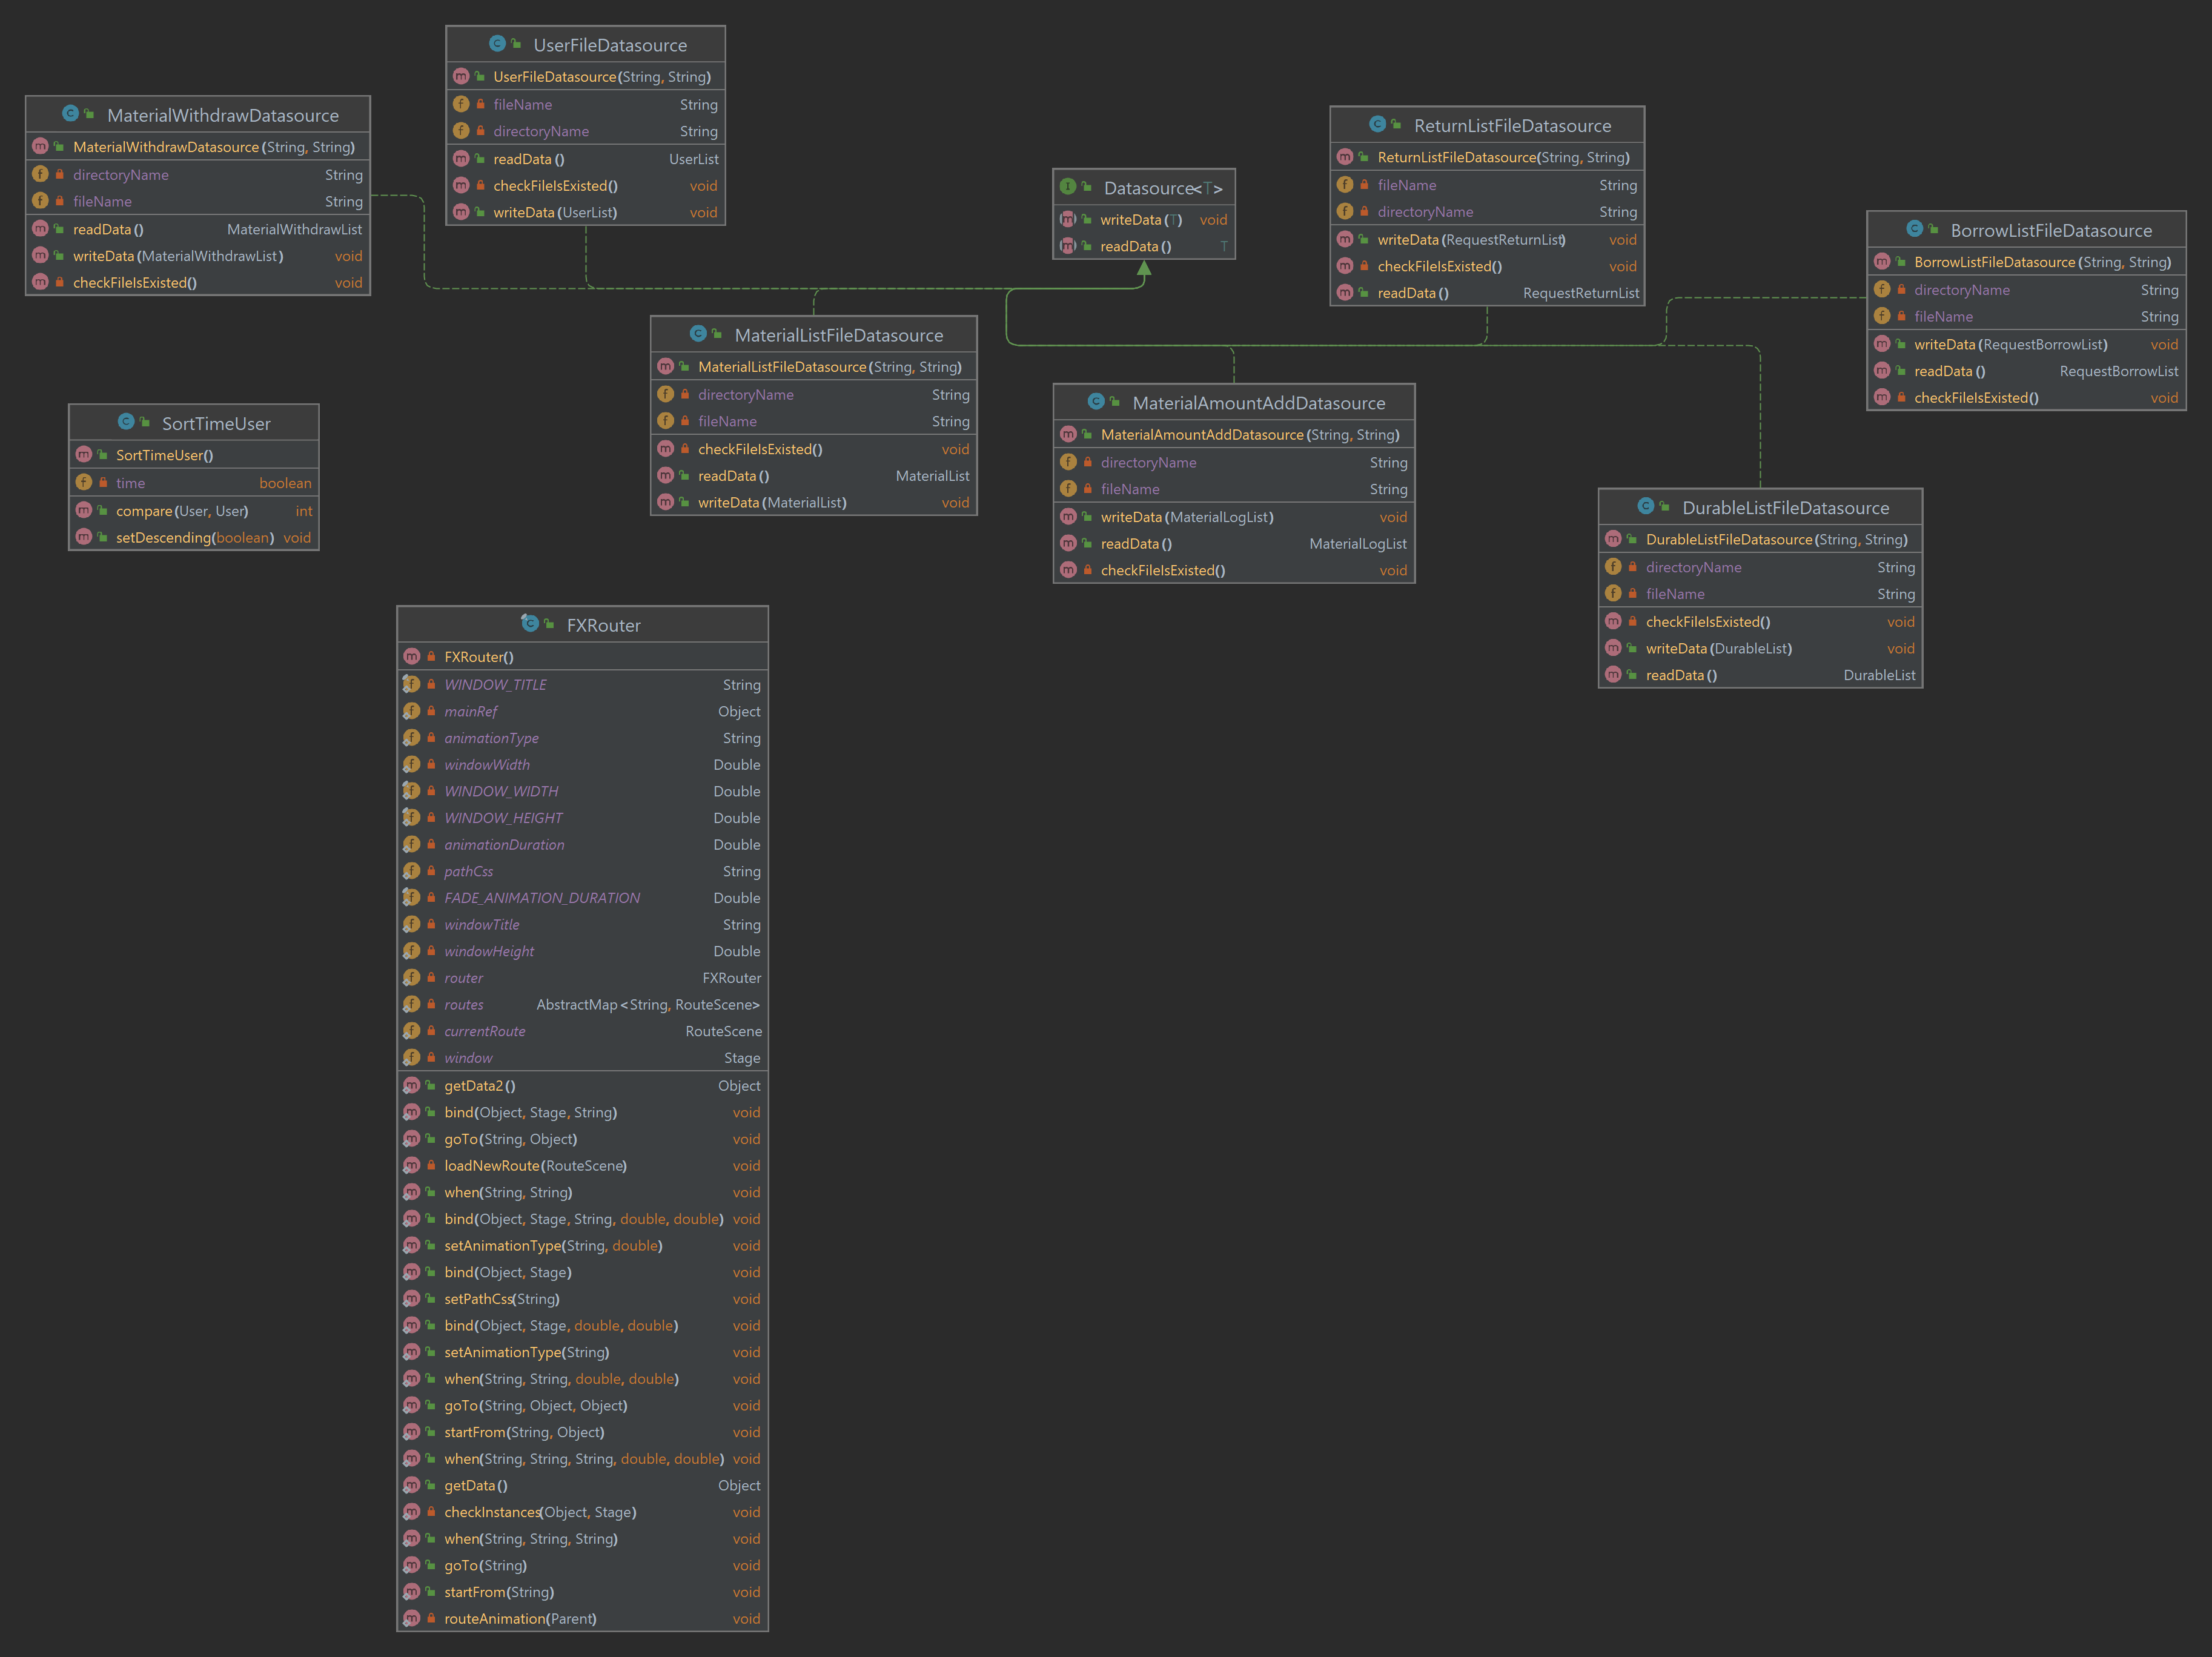 UserFileDatasource
UserFileDatasource(String, String)
fileName String
directoryName String
readData() UserList
checkFileIsExisted() void
writeData(UserList) void
MaterialWithdrawDatasource
MaterialWithdrawDatasource(String, String)
directoryName String
fileName String
readData() MaterialWithdrawList
writeData(MaterialWithdrawList) void
checkFileIsExisted() void
Datasource<T>
writeData(T) void
readData() T
ReturnListFileDatasource
ReturnListFileDatasource(String, String)
fileName String
directoryName String
writeData(RequestReturnList) void
checkFileIsExisted() void
readData() RequestReturnList
BorrowListFileDatasource
BorrowListFileDatasource(String, String)
directoryName String
fileName String
writeData(RequestBorrowList) void
readData() RequestBorrowList
checkFileIsExisted() void
MaterialListFileDatasource
MaterialListFileDatasource(String, String)
directoryName String
fileName String
checkFileIsExisted() void
readData() MaterialList
writeData(MaterialList) void
MaterialAmountAddDatasource
MaterialAmountAddDatasource(String, String)
directoryName String
fileName String
writeData(MaterialLogList) void
readData() MaterialLogList
checkFileIsExisted() void
SortTimeUser
SortTimeUser()
time boolean
compare(User, User) int
setDescending(boolean) void
DurableListFileDatasource
DurableListFileDatasource(String, String)
directoryName String
fileName String
checkFileIsExisted() void
writeData(DurableList) void
readData() DurableList
FXRouter
FXRouter()
WINDOW_TITLE String
mainRef Object
animationType String
windowWidth Double
WINDOW_WIDTH Double
WINDOW_HEIGHT Double
animationDuration Double
pathCss String
FADE_ANIMATION_DURATION Double
windowTitle String
windowHeight Double
router FXRouter
routes AbstractMap<String, RouteScene>
currentRoute RouteScene
window Stage
getData2() Object
bind(Object, Stage, String) void
goTo(String, Object) void
loadNewRoute(RouteScene) void
when(String, String) void
bind(Object, Stage, String, double, double) void
setAnimationType(String, double) void
bind(Object, Stage) void
setPathCss(String) void
bind(Object, Stage, double, double) void
setAnimationType(String) void
when(String, String, double, double) void
goTo(String, Object, Object) void
startFrom(String, Object) void
when(String, String, String, double, double) void
getData() Object
checkInstances(Object, Stage) void
when(String, String, String) void
goTo(String) void
startFrom(String) void
routeAnimation(Parent) void